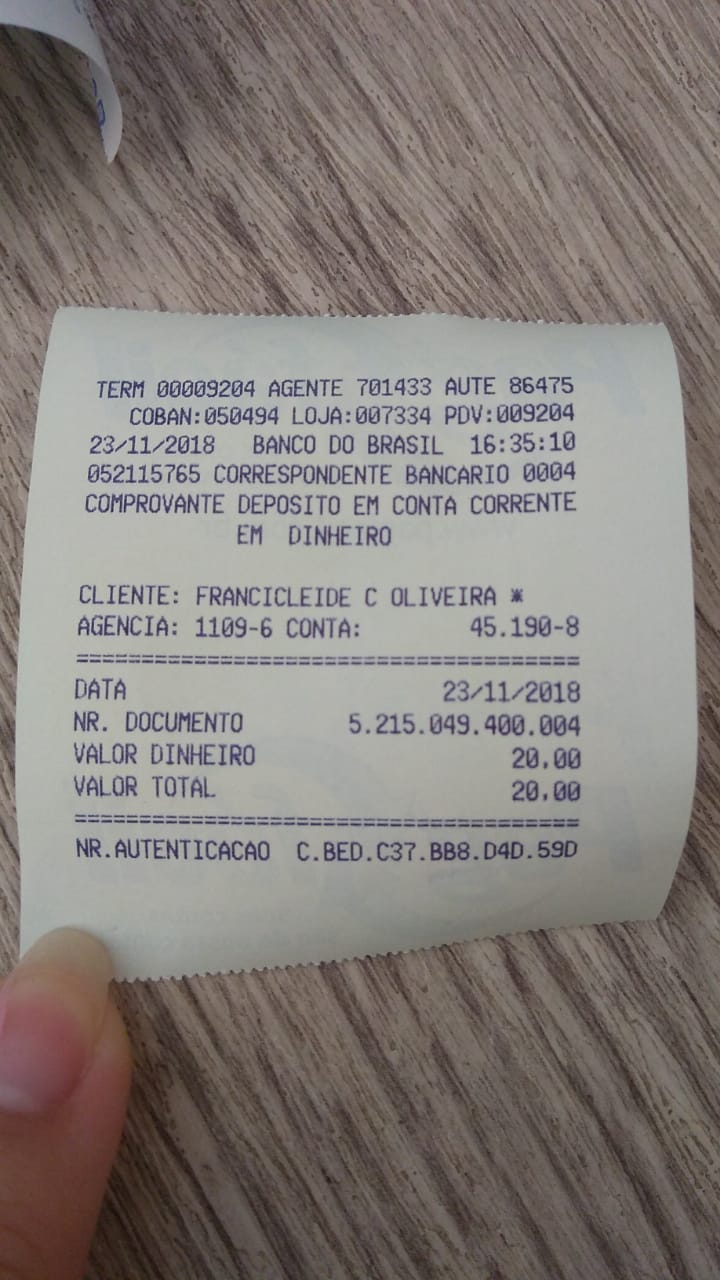 TERM 00009204 AGENTE 701433 AUTE 86475
COBAN:050494 LOJA:007334 PDV:009204
23/11/2018 BANCO DO BRASIL 16:35:10
052115765 CORRESPONDENTE BANCARIO 0004
COMPROVANTE DEPOSITO EM CONTA CORRENTE
EM DINHEIRO
CLIENTE: FRANCICLEIDE C OLIVEIRA *
AGENCIA: 1109-6 CONTA: 45.190-8
=======================================
DATA 23/11/2018
NR. DOCUMENTO 5.215.049.400.004
VALOR DINHEIRO 20,00
VALOR TOTAL 20,00
=======================================
NR.AUTENTICACAO C.BED.C37.BB8.D4D.59D